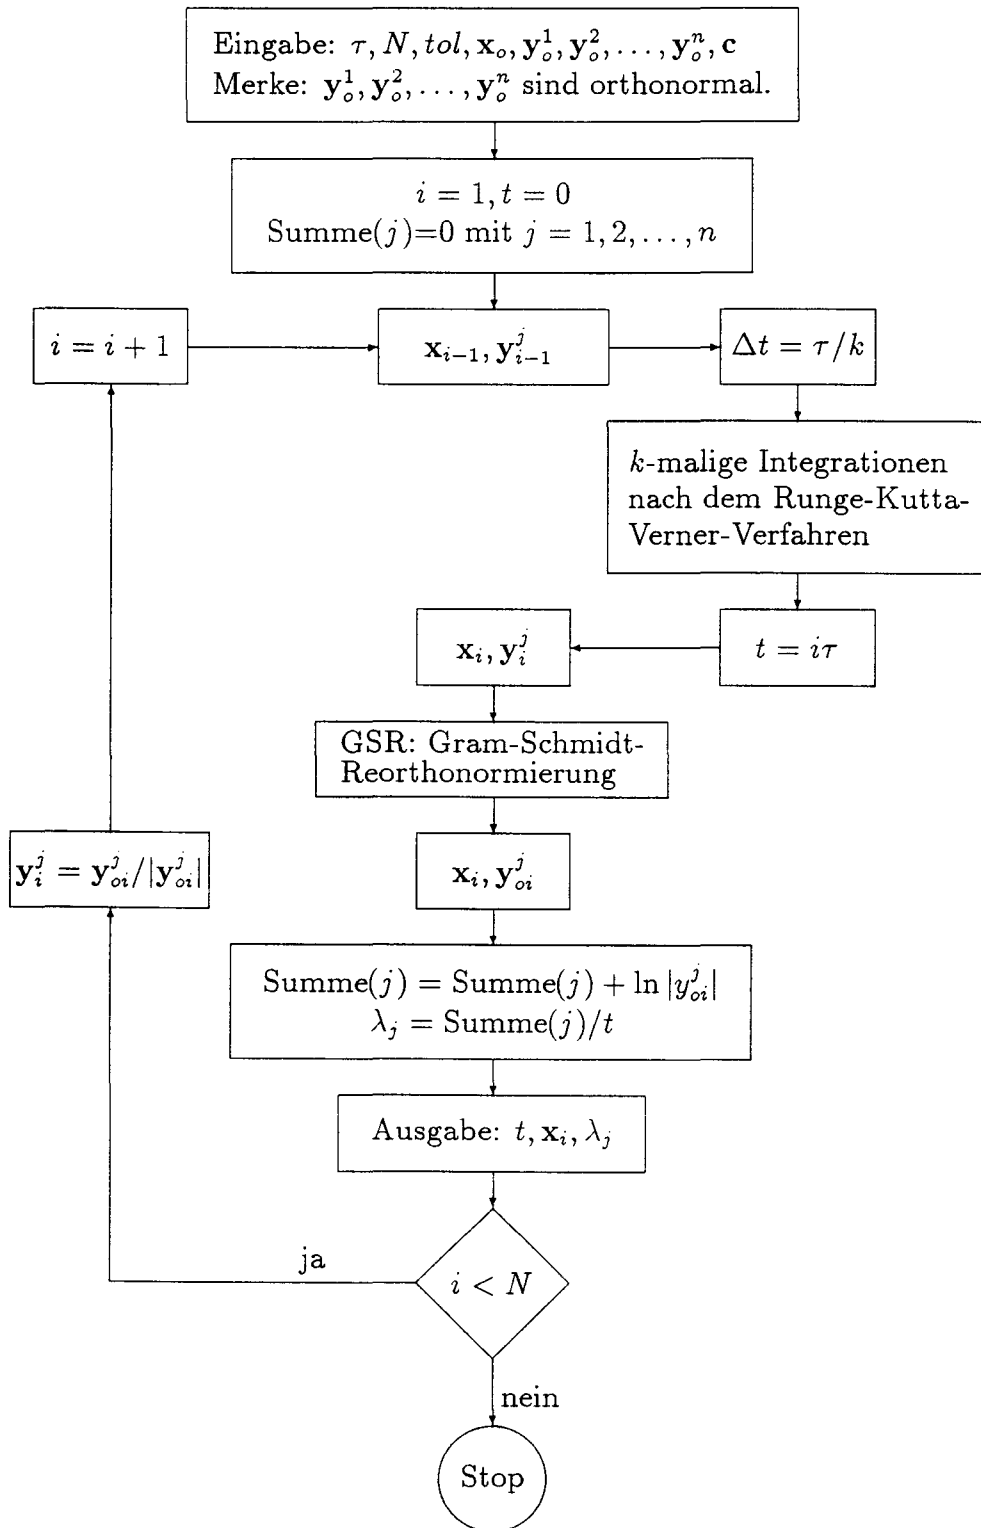 Eingabe: τ, N, tol, x_o, y_o^1, y_o^2, ..., y_o^n, c
Merke: y_o^1, y_o^2, ..., y_o^n sind orthonormal.
i = 1, t = 0
Summe(j)=0 mit j = 1, 2, ..., n
i = i + 1
x_{i-1}, y_{i-1}^j
Δt = τ/k
k-malige Integrationen
nach dem Runge-Kutta-
Verner-Verfahren
x_i, y_i^j
t = iτ
GSR: Gram-Schmidt-
Reorthonormierung
y_i^j = y_{oi}^j/|y_{oi}^j|
x_i, y_{oi}^j
Summe(j) = Summe(j) + ln |y_{oi}^j|
λ_j = Summe(j)/t
Ausgabe: t, x_i, λ_j
ja
i < N
nein
Stop